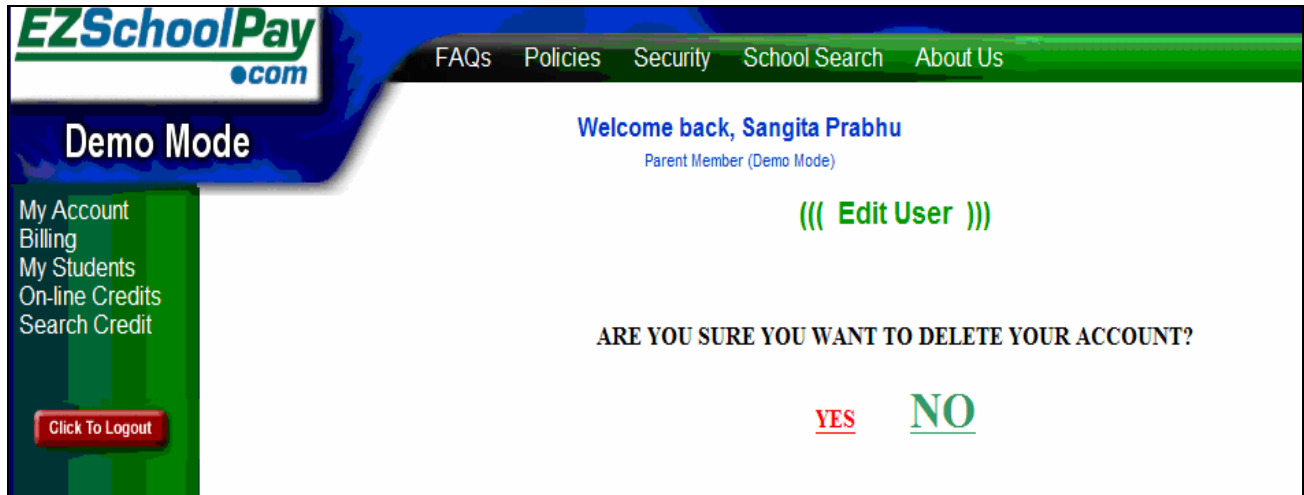 EZSchoolPay
●com
FAQs Policies Security School Search About Us
Demo Mode
Welcome back, Sangita Prabhu
Parent Member (Demo Mode)
My Account
Billing
My Students
On-line Credits
Search Credit
Click To Logout
((( Edit User )))
ARE YOU SURE YOU WANT TO DELETE YOUR ACCOUNT?
YES NO